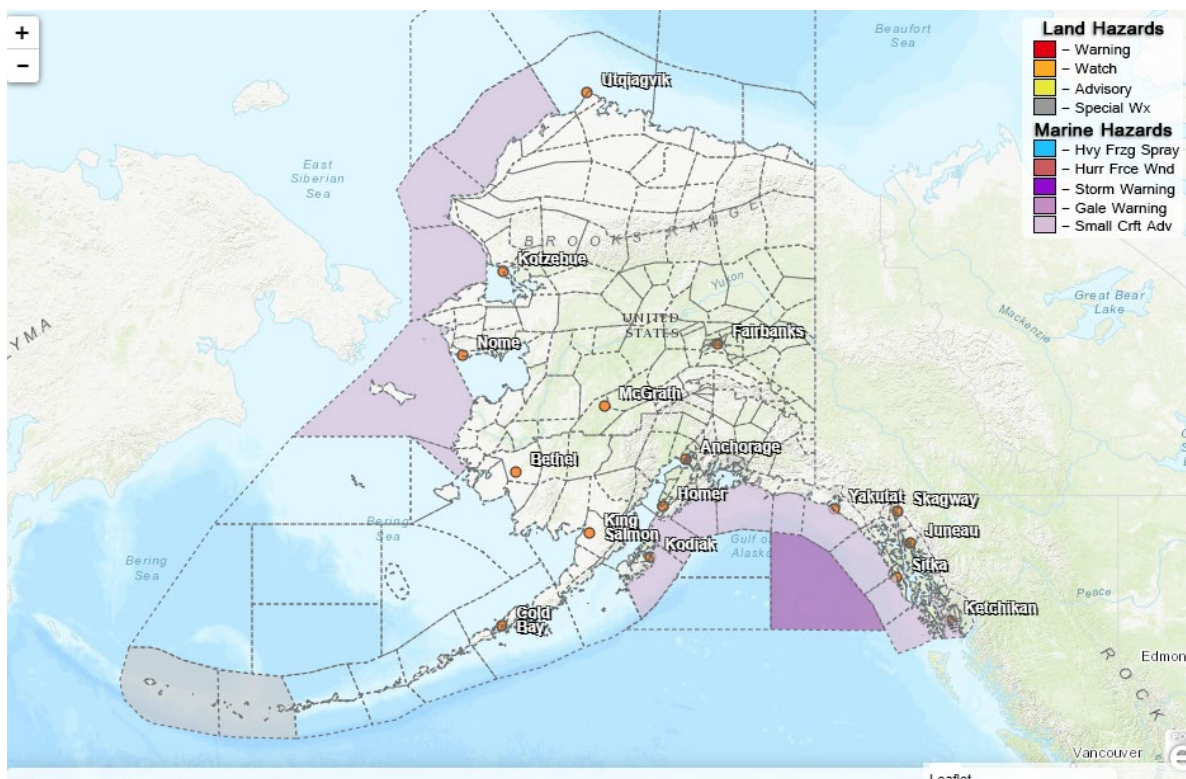 +
−
Land Hazards
– Warning
– Watch
– Advisory
– Special Wx
Marine Hazards
– Hvy Frzg Spray
– Hurr Frce Wnd
– Storm Warning
– Gale Warning
– Small Crft Adv
Beaufort
Sea
Utqiagvik
East
Siberian
Sea
BROOKS RANGE
Kotzebue
Yukon
Great Bear
Lake
Mackenzie
UNITED
STATES
Fairbanks
YMA
Nome
McGrath
Anchorage
Bethel
Homer
Yakutat
Skagway
King
Salmon
Bering
Sea
Kodiak
Gulf of
Alaska
Juneau
Bering
Sea
Sitka
Cold
Bay
Ketchikan
Peace
Edmon
ROCK
Vancouver